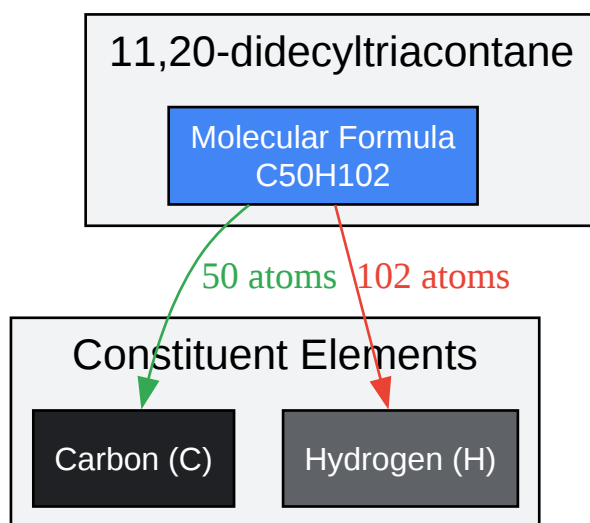 11,20-didecyltriacontane
Molecular Formula
C50H102
50 atoms
102 atoms
Constituent Elements
Carbon (C)
Hydrogen (H)